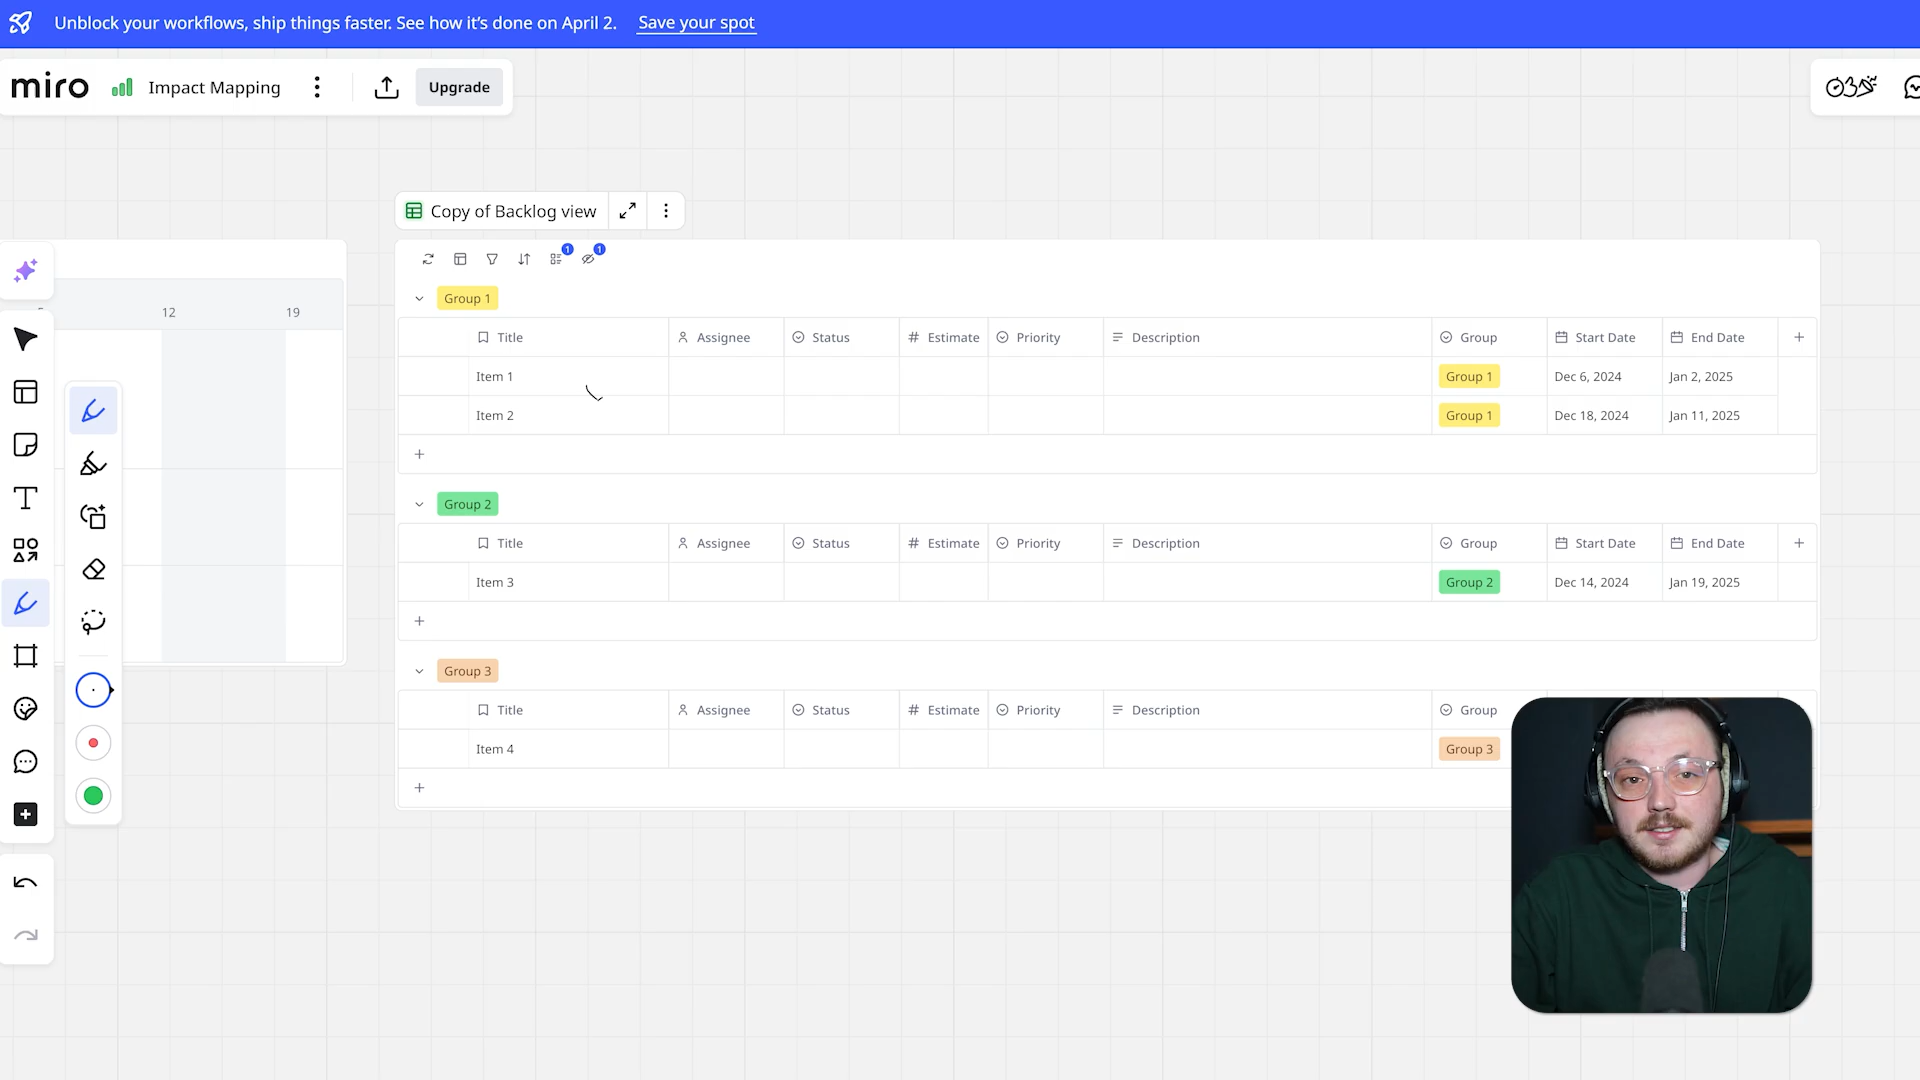 Unblock your workflows, ship things faster. See how it’s done on April 2. Save your spot
miro Impact Mapping Upgrade
Copy of Backlog view
1 1
12 19
Group 1
Title Assignee Status Estimate Priority Description Group Start Date End Date
Item 1 Group 1 Dec 6, 2024 Jan 2, 2025
Item 2 Group 1 Dec 18, 2024 Jan 11, 2025
Group 2
Title Assignee Status Estimate Priority Description Group Start Date End Date
Item 3 Group 2 Dec 14, 2024 Jan 19, 2025
Group 3
Title Assignee Status Estimate Priority Description Group
Item 4 Group 3